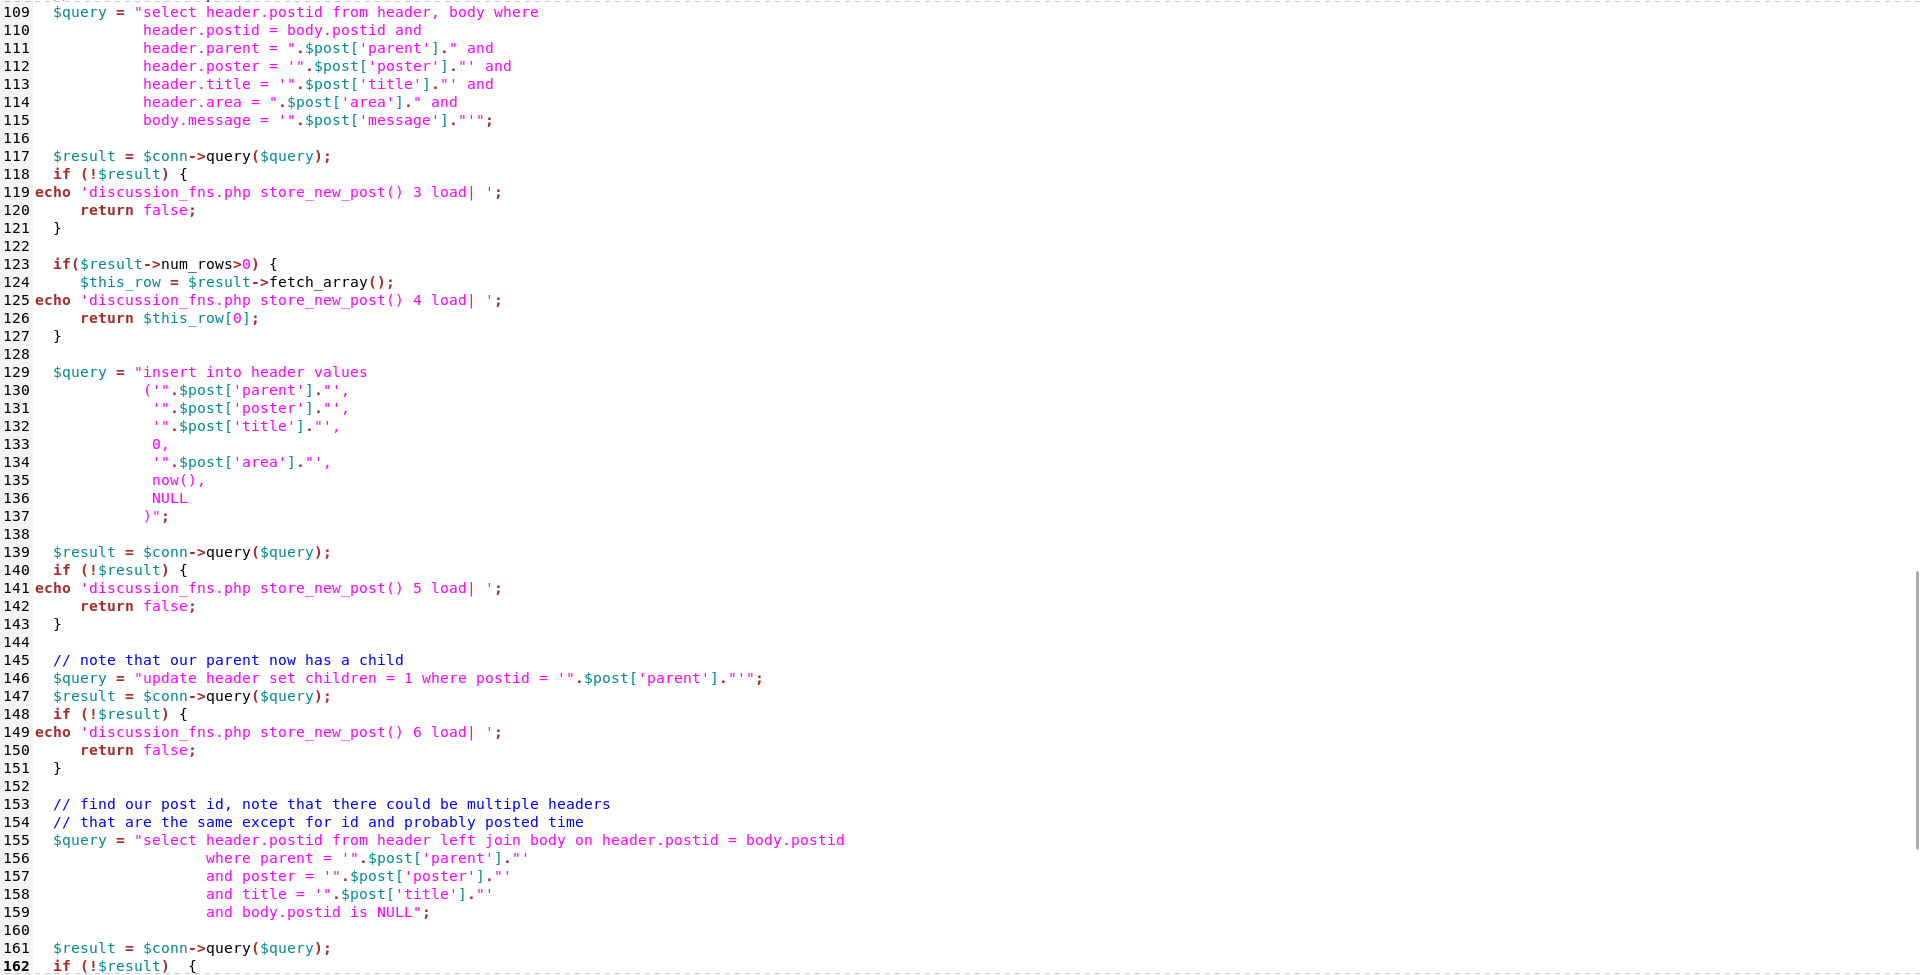 109 $query = "select header.postid from header, body where
110 header.postid = body.postid and
111 header.parent = ".$post['parent']." and
112 header.poster = '".$post['poster']."' and
113 header.title = '".$post['title']."' and
114 header.area = ".$post['area']." and
115 body.message = '".$post['message']."'";
116
117 $result = $conn->query($query);
118 if (!$result) {
119 echo 'discussion_fns.php store_new_post() 3 load| ';
120 return false;
121 }
122
123 if($result->num_rows>0) {
124 $this_row = $result->fetch_array();
125 echo 'discussion_fns.php store_new_post() 4 load| ';
126 return $this_row[0];
127 }
128
129 $query = "insert into header values
130 ('".$post['parent']."',
131 '".$post['poster']."',
132 '".$post['title']."',
133 0,
134 '".$post['area']."',
135 now(),
136 NULL
137 )";
138
139 $result = $conn->query($query);
140 if (!$result) {
141 echo 'discussion_fns.php store_new_post() 5 load| ';
142 return false;
143 }
144
145 // note that our parent now has a child
146 $query = "update header set children = 1 where postid = '".$post['parent']."'";
147 $result = $conn->query($query);
148 if (!$result) {
149 echo 'discussion_fns.php store_new_post() 6 load| ';
150 return false;
151 }
152
153 // find our post id, note that there could be multiple headers
154 // that are the same except for id and probably posted time
155 $query = "select header.postid from header left join body on header.postid = body.postid
156 where parent = '".$post['parent']."'
157 and poster = '".$post['poster']."'
158 and title = '".$post['title']."'
159 and body.postid is NULL";
160
161 $result = $conn->query($query);
162 if (!$result) {